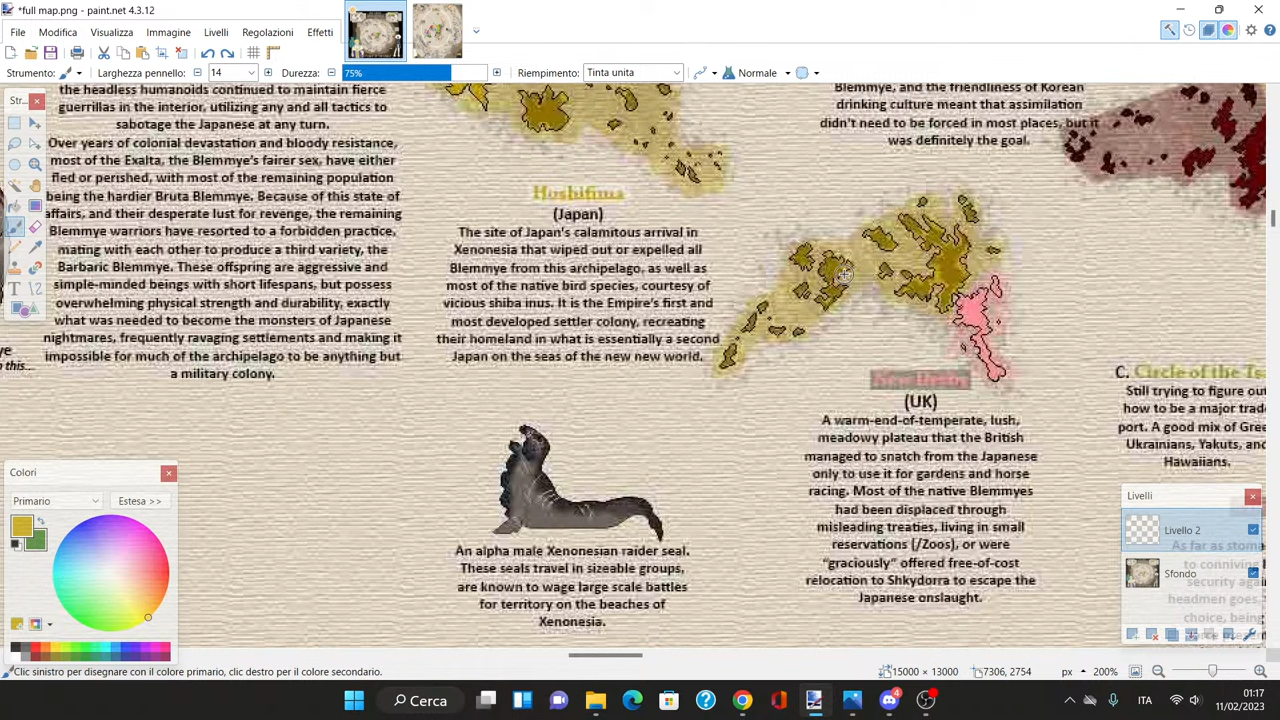 *full map.png - paint.net 4.3.12
File
Modifica
Visualizza
Immagine
Livelli
Regolazioni
Effetti
Strumento:
Larghezza pennello:
14
Durezza:
75%
Riempimento:
Tinta unita
Normale
Str...
the headless humanoids continued to maintain fierce
guerrillas in the interior, utilizing any and all tactics to
sabotage the Japanese at any turn.
Over years of colonial devastation and bloody resistance,
most of the Exalta, the Blemmye's fairer sex, have either
fled or perished, with most of the remaining population
being the hardier Bruta Blemmye. Because of this state of
affairs, and their desperate lust for revenge, the remaining
Blemmye warriors have resorted to a forbidden practice,
mating with each other to produce a third variety, the
Barbaric Blemmye. These offspring are aggressive and
simple-minded beings with short lifespans, but possess
overwhelming physical strength and durability, exactly
what was needed to become the monsters of Japanese
nightmares, frequently ravaging settlements and making it
impossible for much of the archipelago to be anything but
a military colony.
ye
this...
Hoshifima
(Japan)
The site of Japan's calamitous arrival in
Xenonesia that wiped out or expelled all
Blemmye from this archipelago, as well as
most of the native bird species, courtesy of
vicious shiba inus. It is the Empire's first and
most developed settler colony, recreating
their homeland in what is essentially a second
Japan on the seas of the new new world.
An alpha male Xenonesian raider seal.
These seals travel in sizeable groups,
are known to wage large scale battles
for territory on the beaches of
Xenonesia.
Blemmye, and the friendliness of Korean
drinking culture meant that assimilation
didn't need to be forced in most places, but it
was definitely the goal.
New Derby
(UK)
A warm-end-of-temperate, lush,
meadowy plateau that the British
managed to snatch from the Japanese
only to use it for gardens and horse
racing. Most of the native Blemmyes
had been displaced through
misleading treaties, living in small
reservations (/Zoos), or were
"graciously" offered free-of-cost
relocation to Shkydorra to escape the
Japanese onslaught.
C. Circle of the Isa
Still trying to figure out
how to be a major trade
port. A good mix of Gree
Ukrainians, Yakuts, and
Hawaiians.
As far as stoma
to conniving
security aga
headmen goes,
choice, being
Colori
Primario
Estesa >>
Livelli
Livello 2
Sfondo
Clic sinistro per disegnare con il colore primario, clic destro per il colore secondario.
15000 × 13000
7306, 2754
px
200%
Cerca
4
ITA
01:17
11/02/2023